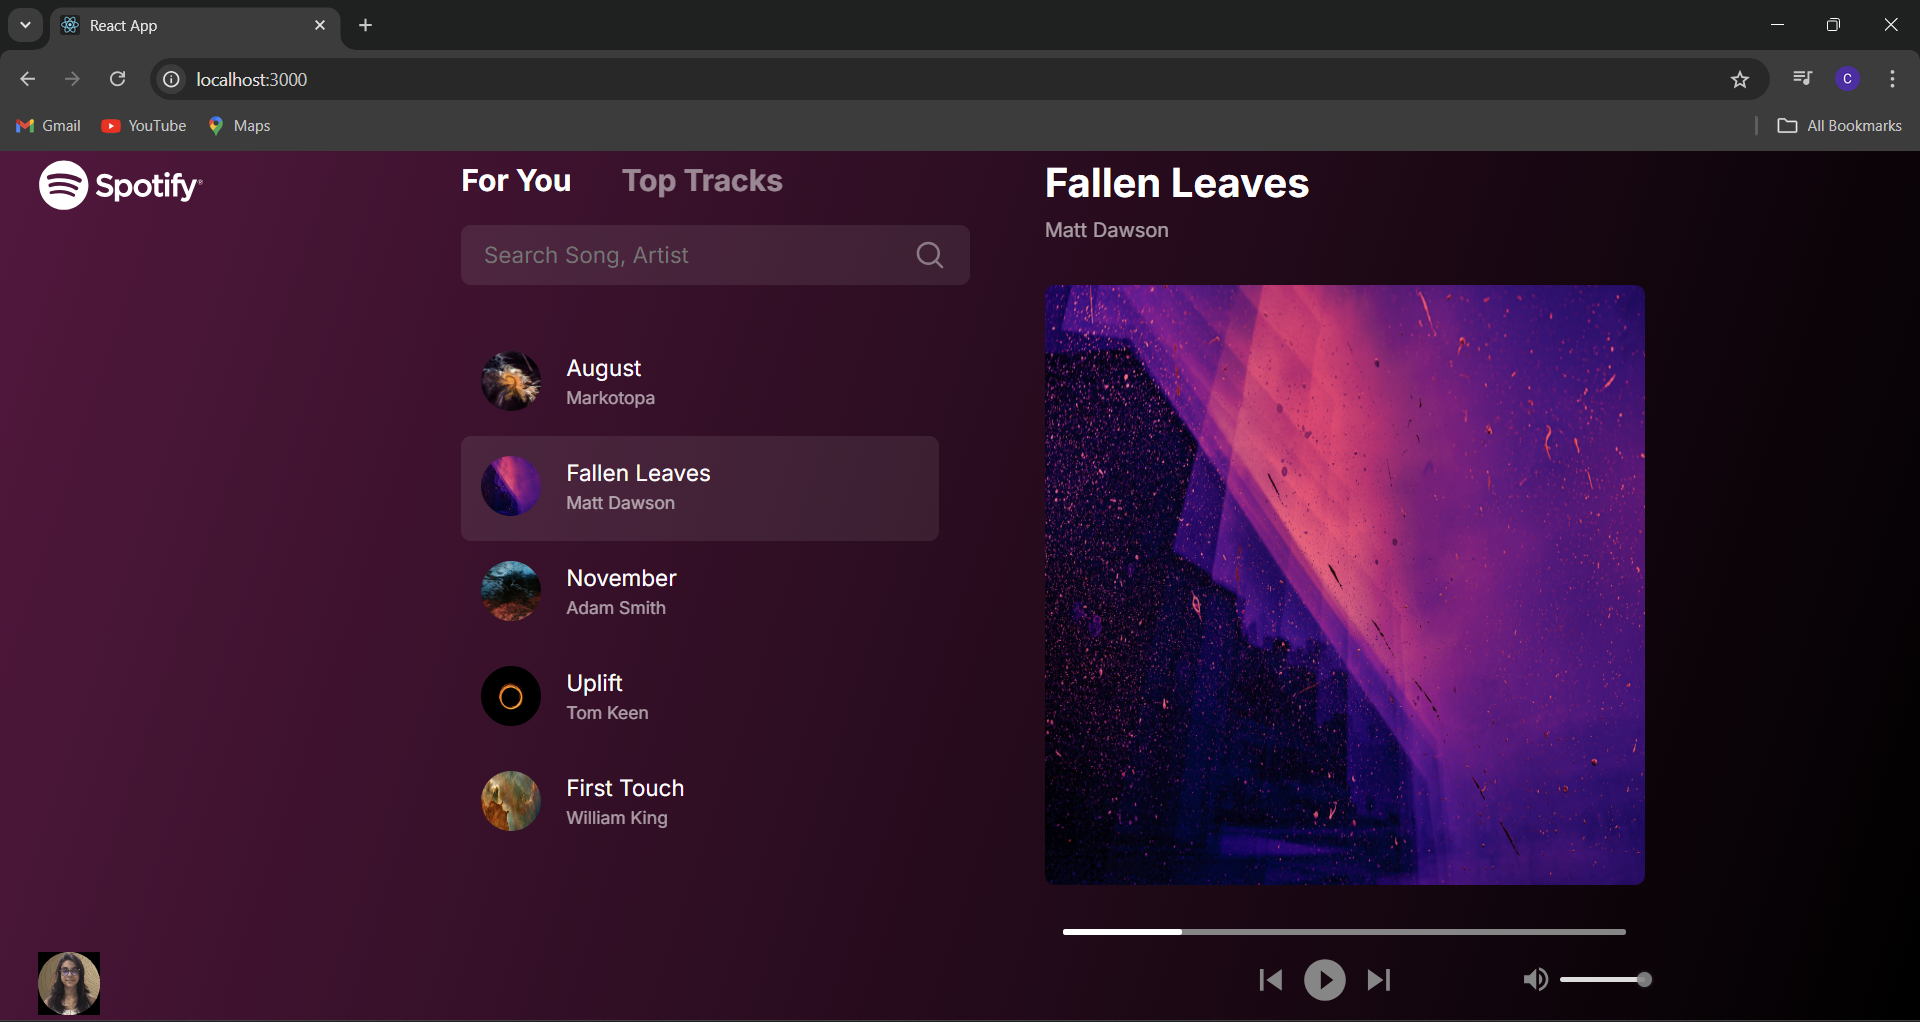 React App
localhost:3000
C
Gmail YouTube Maps All Bookmarks
Spotify
For You Top Tracks
Search Song, Artist
August
Markotopa
Fallen Leaves
Matt Dawson
November
Adam Smith
Uplift
Tom Keen
First Touch
William King
Fallen Leaves
Matt Dawson